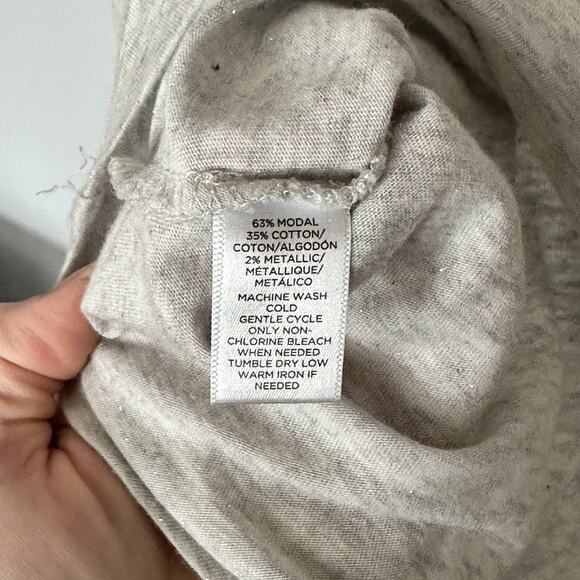 63% MODAL
35% COTTON/
COTON/ALGODÓN
2% METALLIC/
MÉTALLIQUE/
METÁLICO
MACHINE WASH
COLD
GENTLE CYCLE
ONLY NON-
CHLORINE BLEACH
WHEN NEEDED
TUMBLE DRY LOW
WARM IRON IF
NEEDED